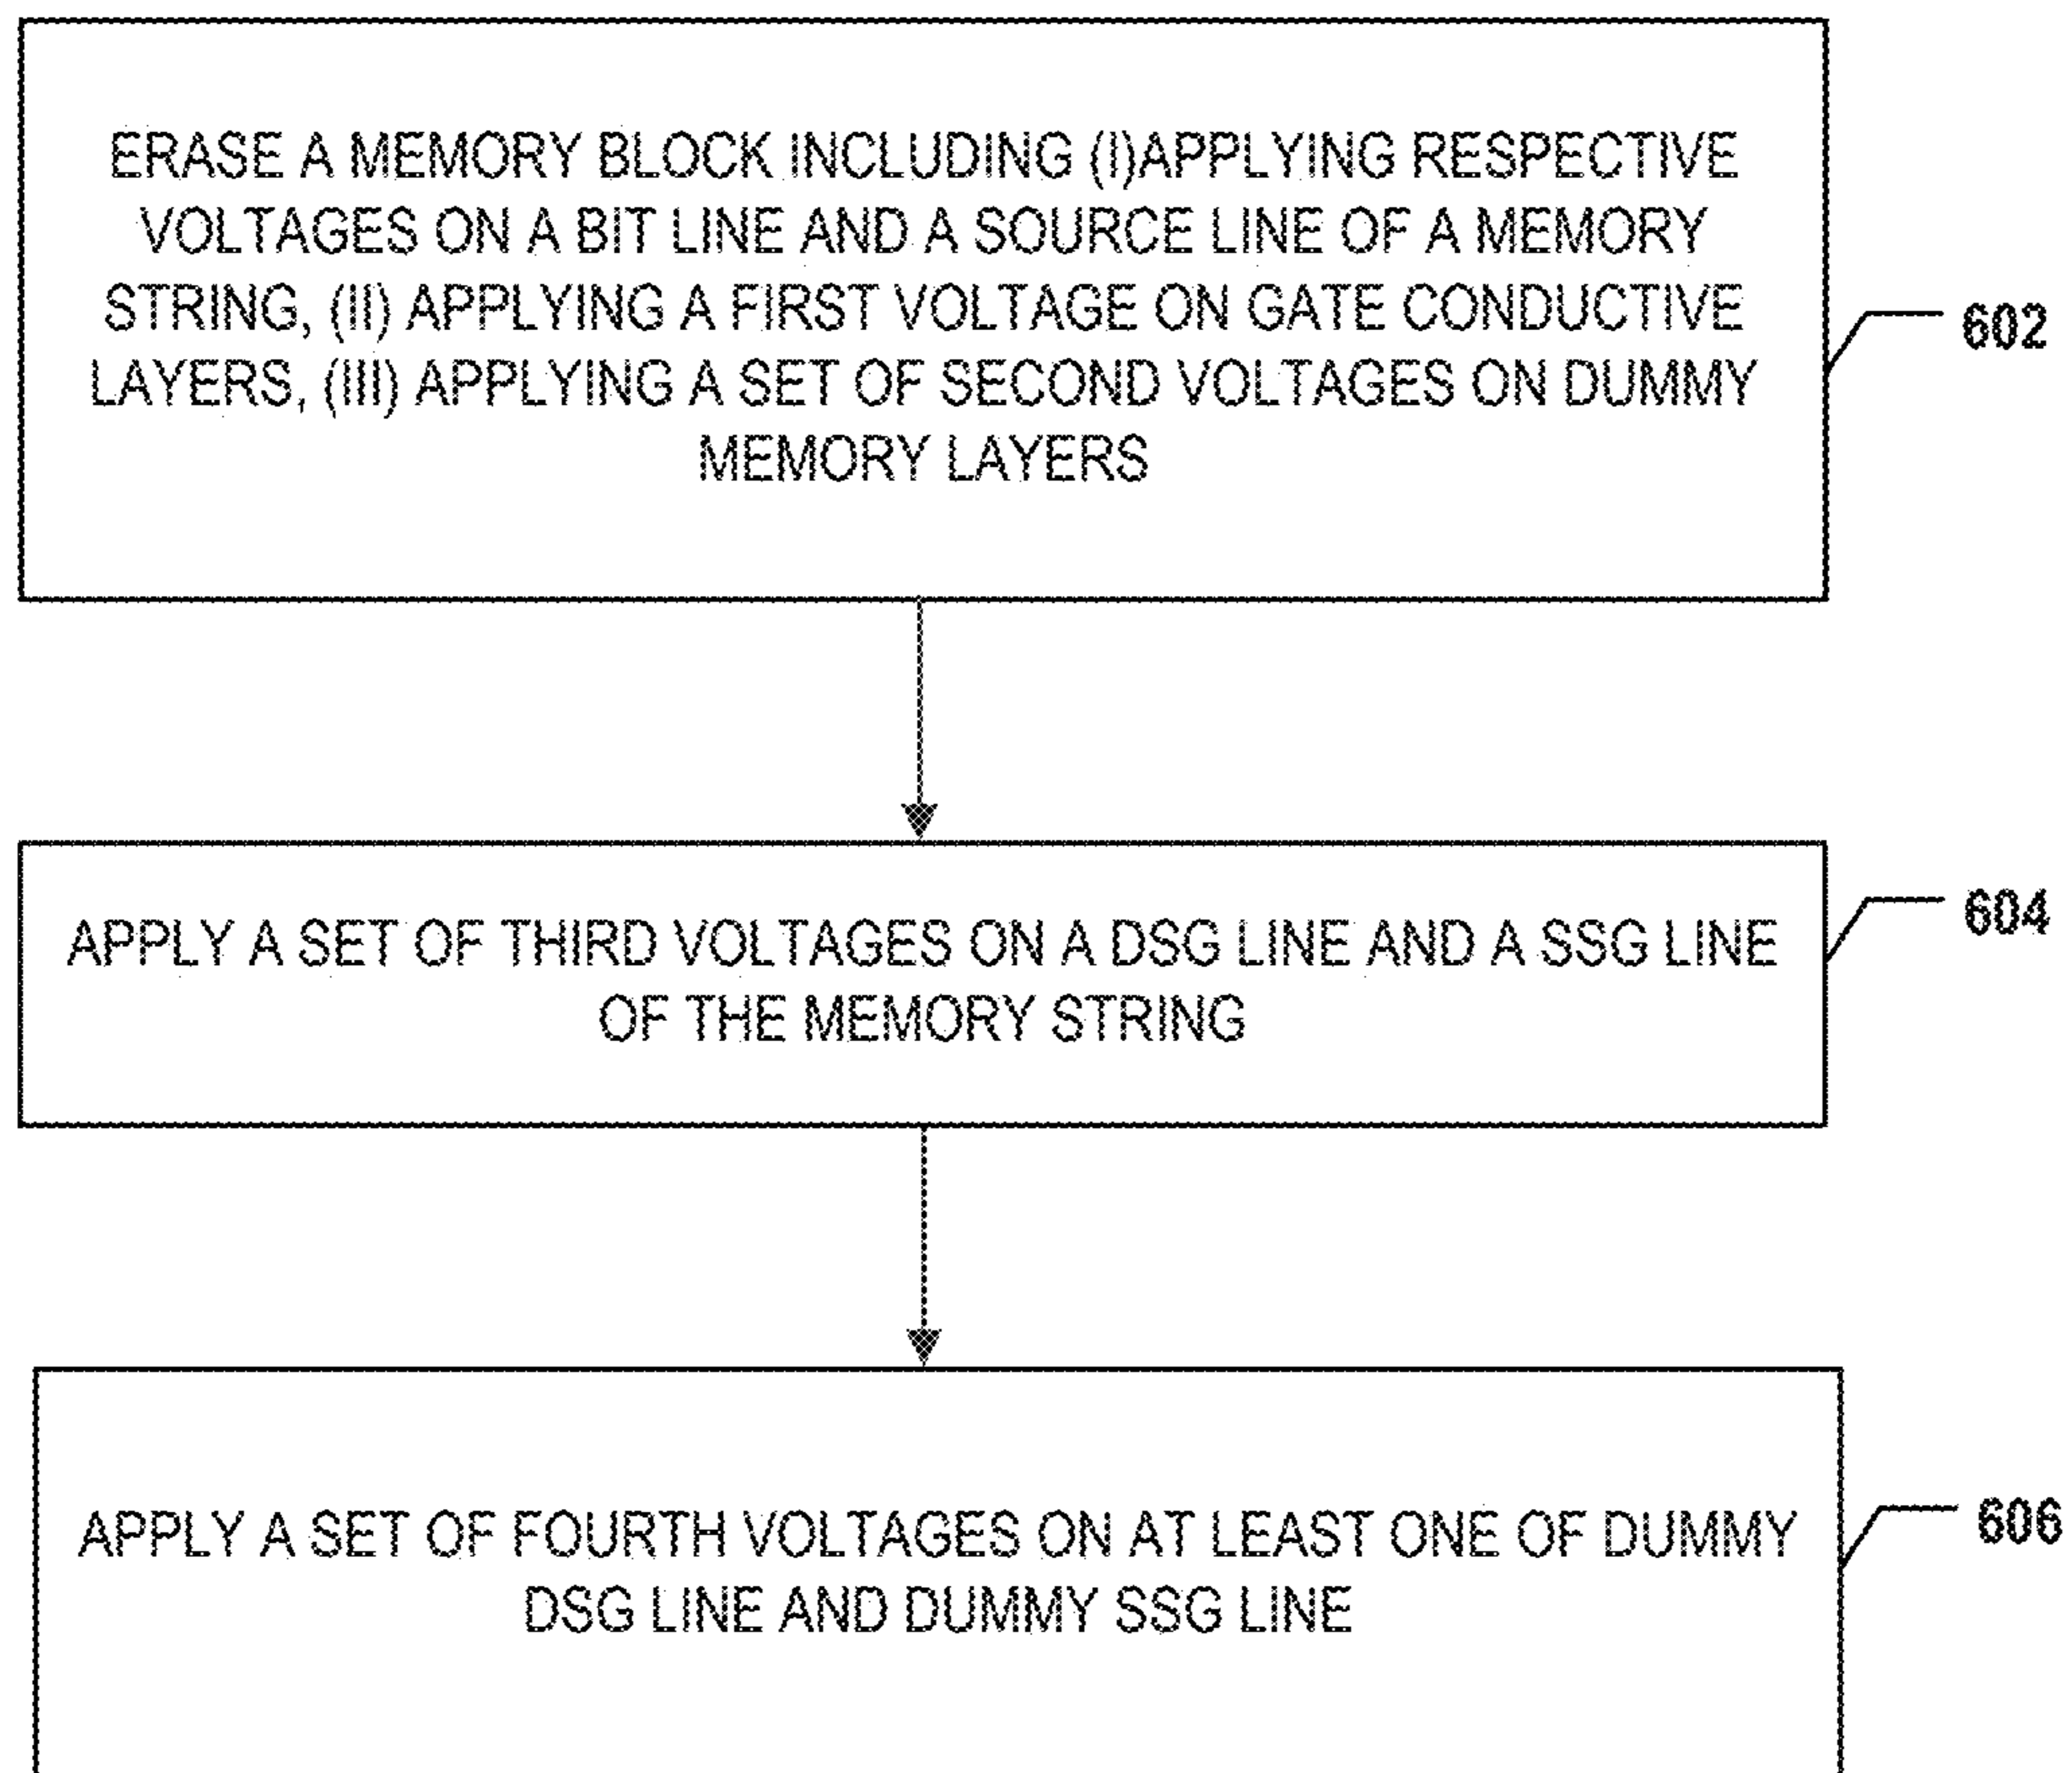 ERASE A MEMORY BLOCK INCLUDING (I)APPLYING RESPECTIVE
VOLTAGES ON A BIT LINE AND A SOURCE LINE OF A MEMORY
STRING, (II) APPLYING A FIRST VOLTAGE ON GATE CONDUCTIVE
LAYERS, (III) APPLYING A SET OF SECOND VOLTAGES ON DUMMY
MEMORY LAYERS
602
APPLY A SET OF THIRD VOLTAGES ON A DSG LINE AND A SSG LINE
OF THE MEMORY STRING
604
APPLY A SET OF FOURTH VOLTAGES ON AT LEAST ONE OF DUMMY
DSG LINE AND DUMMY SSG LINE
606